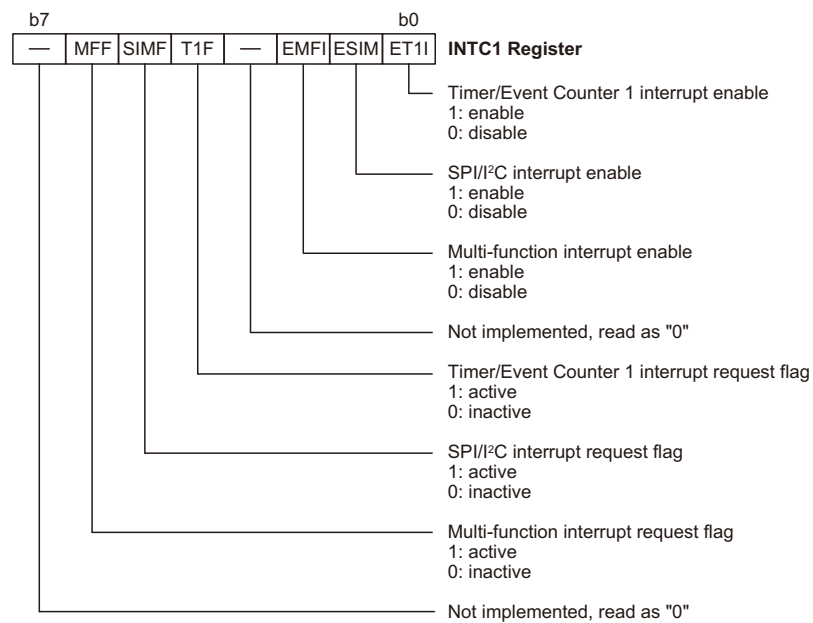 b7 b0
— MFF SIMF T1F — EMFI ESIM ET1I INTC1 Register
Timer/Event Counter 1 interrupt enable
1: enable
0: disable
SPI/I²C interrupt enable
1: enable
0: disable
Multi-function interrupt enable
1: enable
0: disable
Not implemented, read as "0"
Timer/Event Counter 1 interrupt request flag
1: active
0: inactive
SPI/I²C interrupt request flag
1: active
0: inactive
Multi-function interrupt request flag
1: active
0: inactive
Not implemented, read as "0"